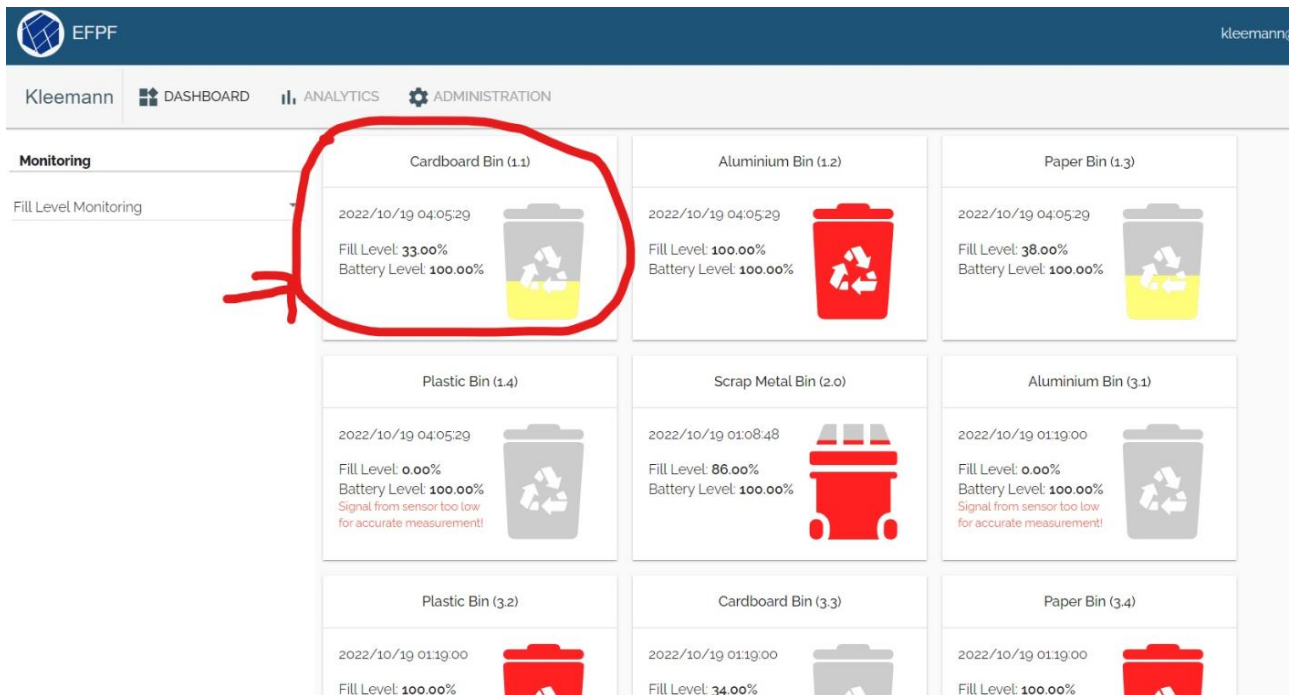 EFPF
kleemann@
Kleemann
DASHBOARD
ANALYTICS
ADMINISTRATION
Monitoring
Fill Level Monitoring
Cardboard Bin (1.1)
2022/10/19 04:05:29
Fill Level: 33.00%
Battery Level: 100.00%
Aluminium Bin (1.2)
2022/10/19 04:05:29
Fill Level: 100.00%
Battery Level: 100.00%
Paper Bin (1.3)
2022/10/19 04:05:29
Fill Level: 38.00%
Battery Level: 100.00%
Plastic Bin (1.4)
2022/10/19 04:05:29
Fill Level: 0.00%
Battery Level: 100.00%
Signal from sensor too low
for accurate measurement!
Scrap Metal Bin (2.0)
2022/10/19 01:08:48
Fill Level: 86.00%
Battery Level: 100.00%
Aluminium Bin (3.1)
2022/10/19 01:19:00
Fill Level: 0.00%
Battery Level: 100.00%
Signal from sensor too low
for accurate measurement!
Plastic Bin (3.2)
2022/10/19 01:19:00
Fill Level: 100.00%
Cardboard Bin (3.3)
2022/10/19 01:19:00
Fill Level: 34.00%
Paper Bin (3.4)
2022/10/19 01:19:00
Fill Level: 100.00%